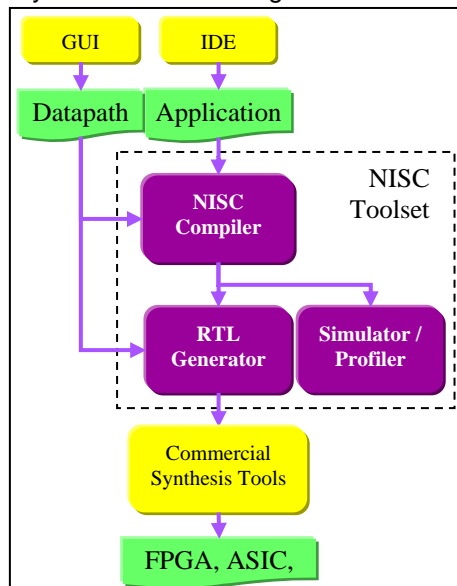 GUI
IDE
Datapath
Application
NISC
Toolset
NISC
Compiler
RTL
Generator
Simulator /
Profiler
Commercial
Synthesis Tools
FPGA, ASIC,